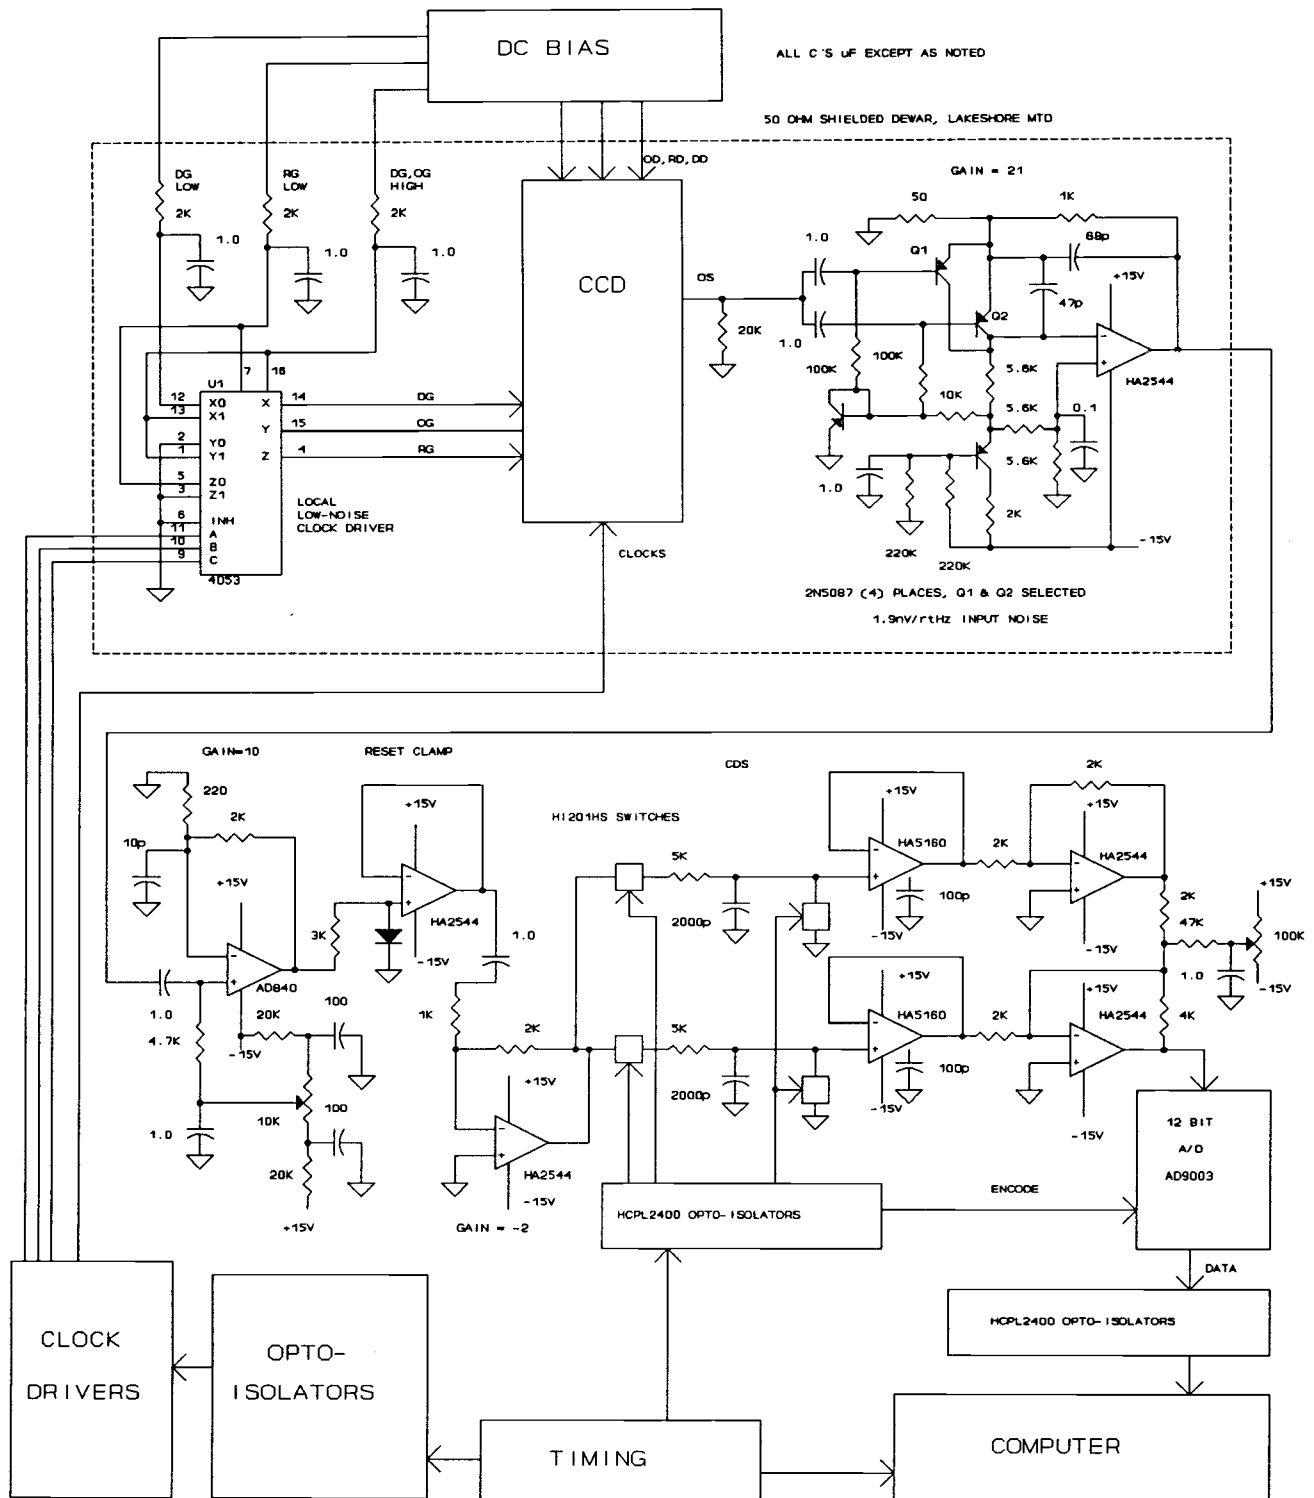 DC BIAS
ALL C'S uF EXCEPT AS NOTED
50 OHM SHIELDED DEWAR, LAKESHORE MTD
OD, RD, DD
DG
LOW
2K
1.0
RG
LOW
2K
1.0
DG, OG
HIGH
2K
1.0
CCD
GAIN = 21
50
1K
68p
+15V
Q1
1.0
OS
47p
Q2
20K
1.0
100K
100K
5.6K
HA2544
10K
5.6K
0.1
5.6K
1.0
2K
220K
220K
-15V
2N5087 (4) PLACES, Q1 & Q2 SELECTED
1.9nV/rtHz INPUT NOISE
U1
7
16
12
X0
X
14
DG
13
X1
Y
15
OG
2
Y0
1
Y1
Z
4
RG
5
Z0
3
Z1
6
INH
11
A
10
B
9
C
4053
LOCAL
LOW-NOISE
CLOCK DRIVER
CLOCKS
GAIN=10
RESET CLAMP
CDS
220
2K
10p
+15V
AD840
1.0
4.7K
-15V
20K
100
10K
100
1.0
20K
+15V
3K
+15V
HA2544
-15V
1.0
1K
2K
+15V
HA2544
-15V
GAIN = -2
HI201HS SWITCHES
5K
2000p
+15V
HA5160
100p
-15V
2K
2K
+15V
HA2544
-15V
2K
47K
+15V
100K
1.0
-15V
5K
2000p
+15V
HA5160
100p
-15V
2K
+15V
HA2544
-15V
4K
12 BIT
A/D
AD9003
ENCODE
HCPL2400 OPTO-ISOLATORS
DATA
HCPL2400 OPTO-ISOLATORS
CLOCK
DRIVERS
OPTO-
ISOLATORS
TIMING
COMPUTER